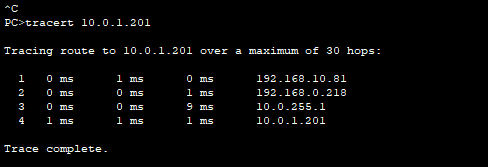 ^C
PC>tracert 10.0.1.201
Tracing route to 10.0.1.201 over a maximum of 30 hops:
1 0 ms 1 ms 0 ms 192.168.10.81
2 0 ms 0 ms 1 ms 192.168.0.218
3 0 ms 0 ms 9 ms 10.0.255.1
4 1 ms 1 ms 1 ms 10.0.1.201
Trace complete.